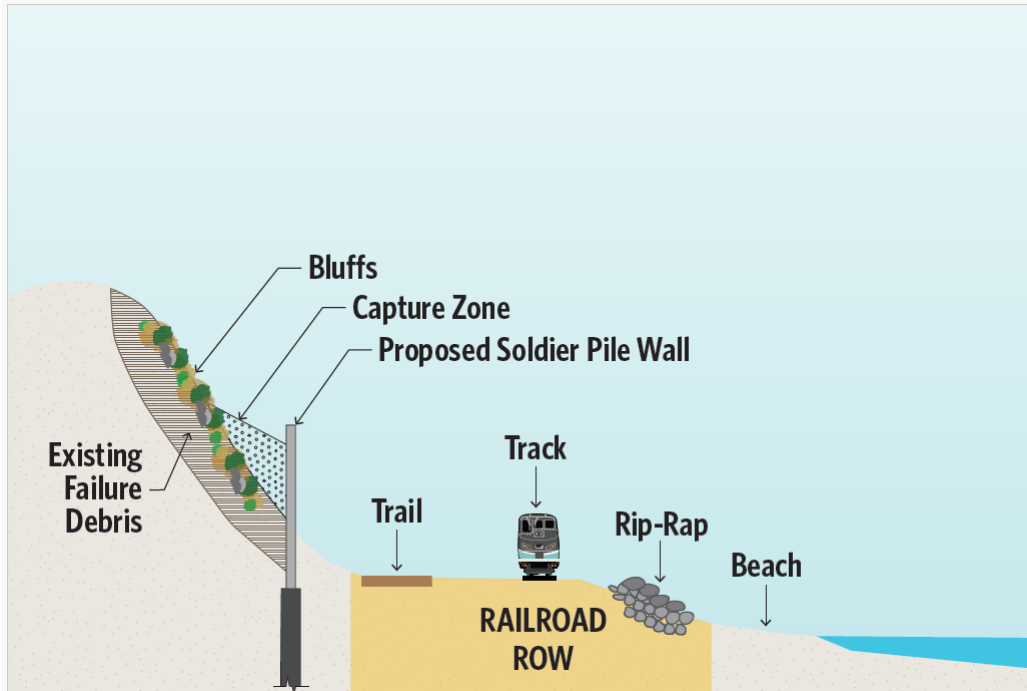 Bluffs
Capture Zone
Proposed Soldier Pile Wall
Existing
Failure
Debris
Trail
Track
Rip-Rap
Beach
RAILROAD
ROW